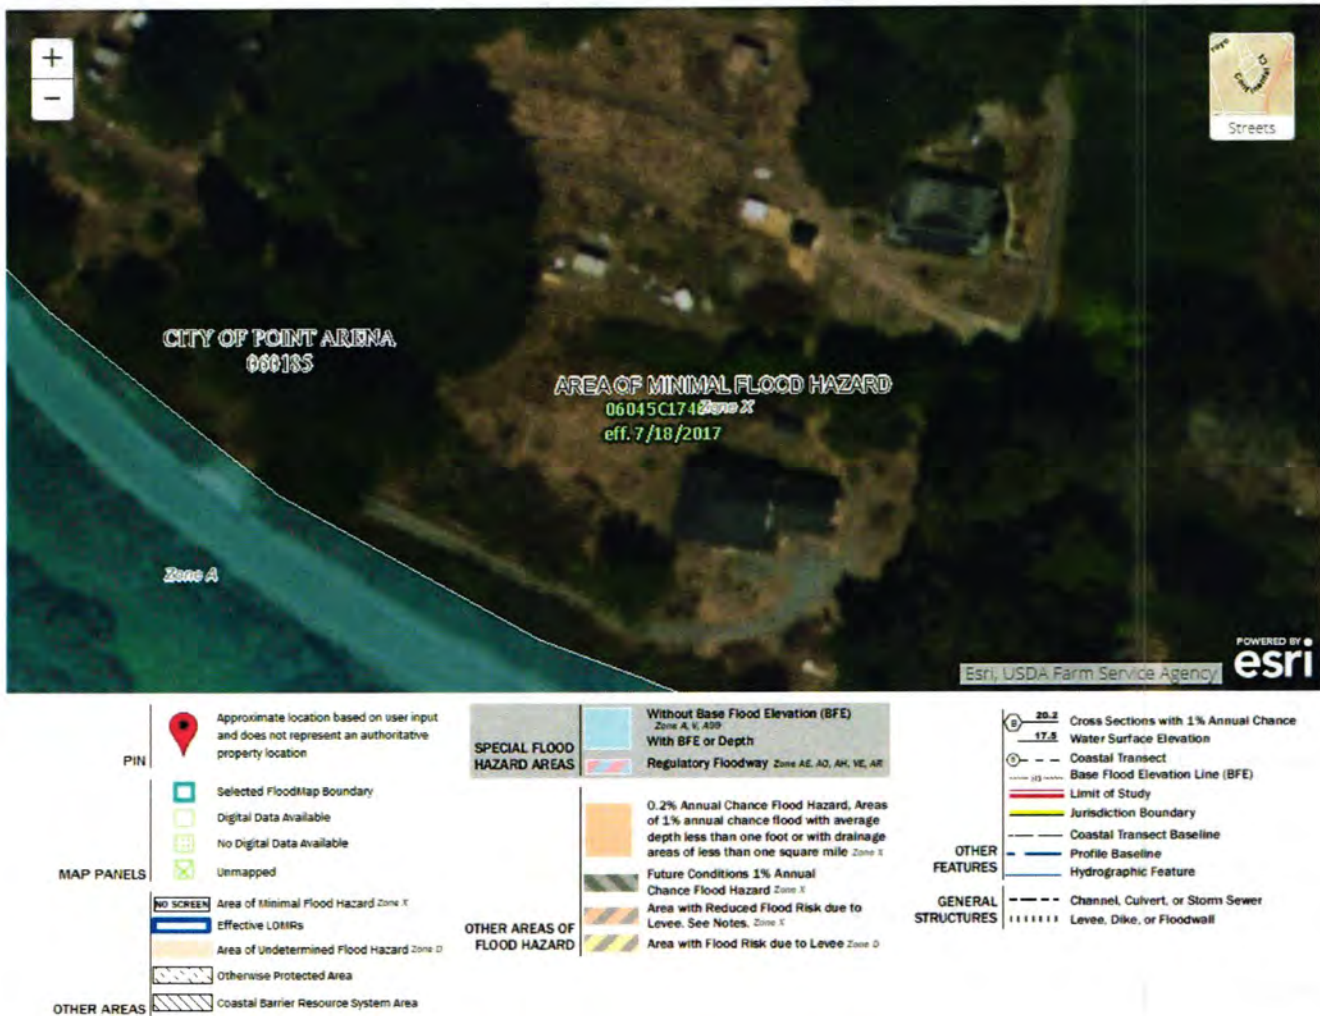 +
−
Streets
CITY OF POINT ARENA
060185
AREA OF MINIMAL FLOOD HAZARD
Zone X
eff. 7/18/2017
Zone A
POWERED BY
esri
Esri, USDA Farm Service Agency
PIN
Approximate location based on user input
and does not represent an authoritative
property location
MAP PANELS
Selected FloodMap Boundary
Digital Data Available
No Digital Data Available
Unmapped
OTHER AREAS
NO SCREEN Area of Minimal Flood Hazard Zone X
Effective LOMRs
Area of Undetermined Flood Hazard Zone D
Otherwise Protected Area
Coastal Barrier Resource System Area
SPECIAL FLOOD
HAZARD AREAS
Without Base Flood Elevation (BFE)
Zone A, V, A99
With BFE or Depth
Regulatory Floodway Zone AE, AO, AH, VE, AR
OTHER AREAS OF
FLOOD HAZARD
0.2% Annual Chance Flood Hazard, Areas
of 1% annual chance flood with average
depth less than one foot or with drainage
areas of less than one square mile Zone X
Future Conditions 1% Annual
Chance Flood Hazard Zone X
Area with Reduced Flood Risk due to
Levee. See Notes. Zone X
Area with Flood Risk due to Levee Zone D
OTHER
FEATURES
20.2 Cross Sections with 1% Annual Chance
17.5 Water Surface Elevation
Coastal Transect
Base Flood Elevation Line (BFE)
Limit of Study
Jurisdiction Boundary
Coastal Transect Baseline
Profile Baseline
Hydrographic Feature
GENERAL
STRUCTURES
Channel, Culvert, or Storm Sewer
Levee, Dike, or Floodwall